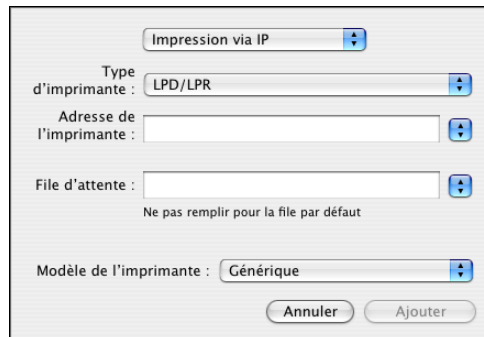 Impression via IP
Type
d'imprimante :
LPD/LPR
Adresse de
l'imprimante :
File d'attente :
Ne pas remplir pour la file par défaut
Modèle de l'imprimante :
Générique
Annuler
Ajouter